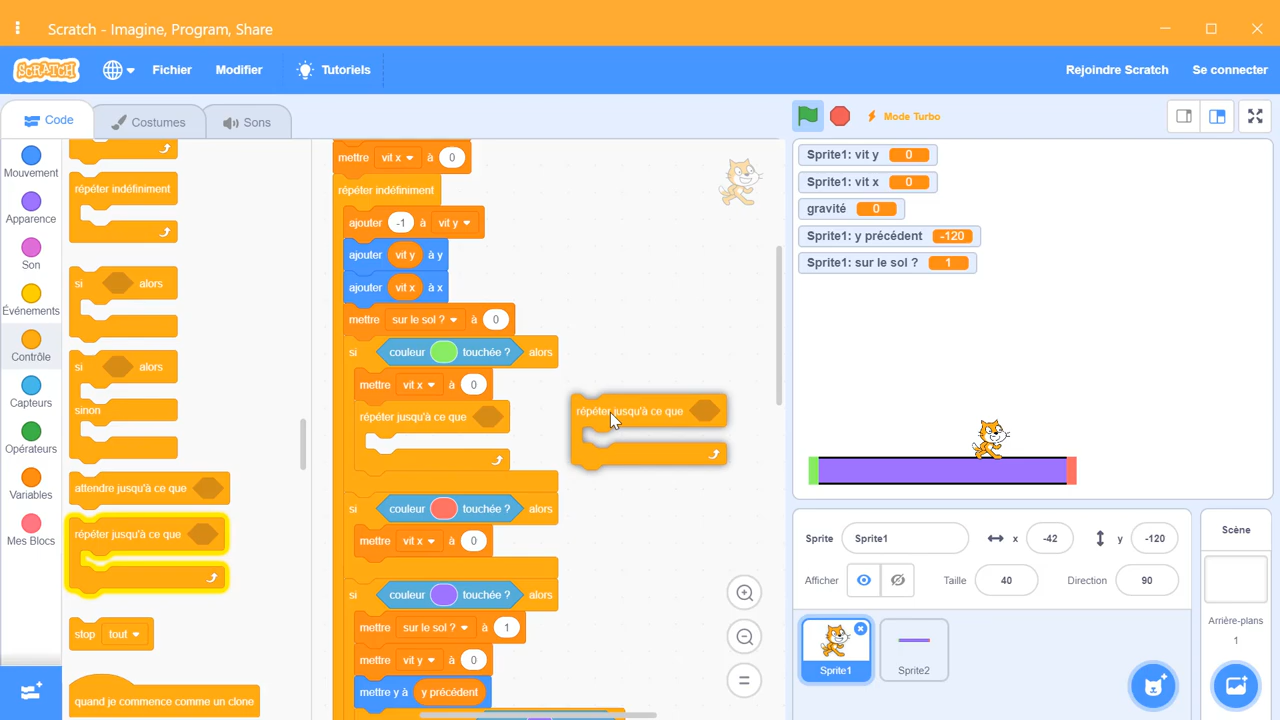 Scratch - Imagine, Program, Share
SCRATCH
Fichier
Modifier
Tutoriels
Rejoindre Scratch
Se connecter
Code
Costumes
Sons
Mode Turbo
Mouvement
Apparence
Son
Événements
Contrôle
Capteurs
Opérateurs
Variables
Mes Blocs
répéter indéfiniment
si alors
si alors
sinon
attendre jusqu'à ce que
répéter jusqu'à ce que
stop tout
quand je commence comme un clone
mettre vit x à 0
répéter indéfiniment
ajouter -1 à vit y
ajouter vit y à y
ajouter vit x à x
mettre sur le sol ? à 0
si couleur touchée ? alors
mettre vit x à 0
répéter jusqu'à ce que
répéter jusqu'à ce que
si couleur touchée ? alors
mettre vit x à 0
si couleur touchée ? alors
mettre sur le sol ? à 1
mettre vit y à 0
mettre y à y précédent
Sprite1: vit y 0
Sprite1: vit x 0
gravité 0
Sprite1: y précédent -120
Sprite1: sur le sol ? 1
Sprite Sprite1 x -42 y -120
Afficher Taille 40 Direction 90
Sprite1
Sprite2
Scène
Arrière-plans
1